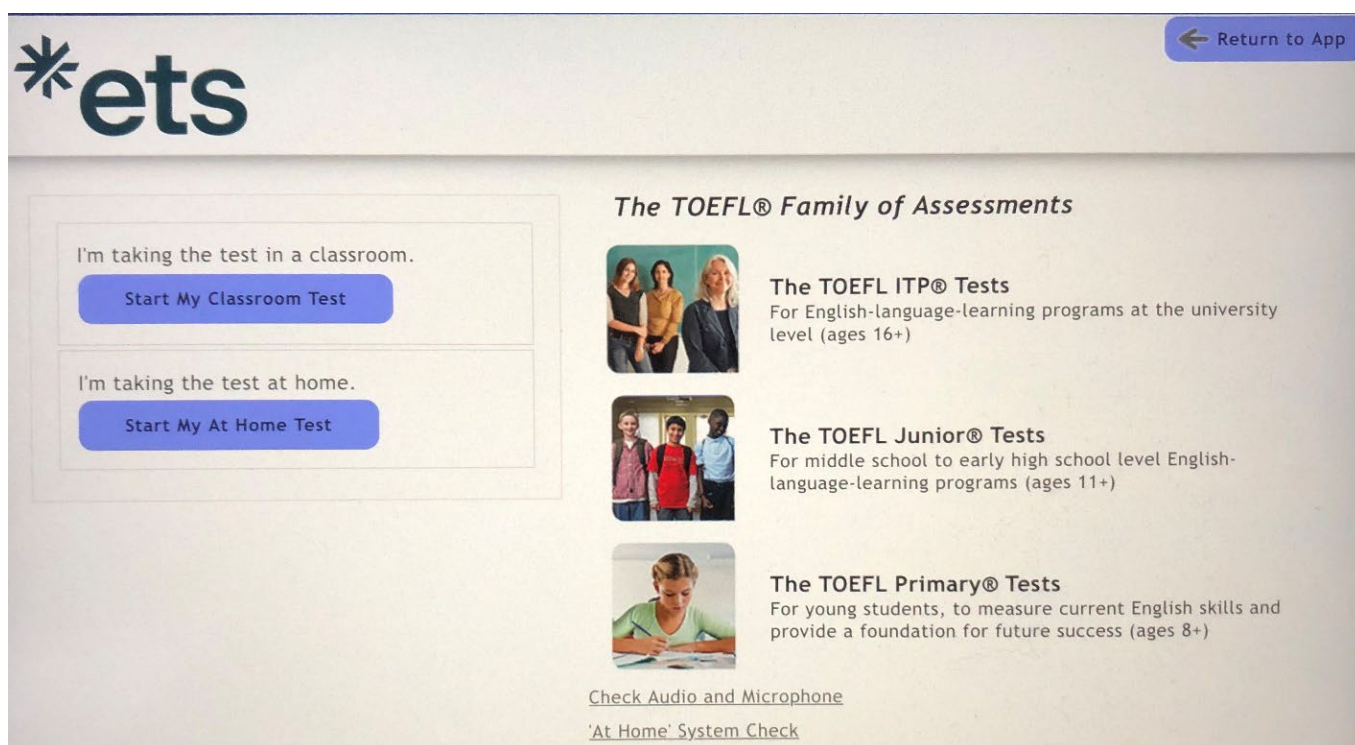 *ets
Return to App
I'm taking the test in a classroom.
Start My Classroom Test
I'm taking the test at home.
Start My At Home Test
The TOEFL® Family of Assessments
The TOEFL ITP® Tests
For English-language-learning programs at the university
level (ages 16+)
The TOEFL Junior® Tests
For middle school to early high school level English-
language-learning programs (ages 11+)
The TOEFL Primary® Tests
For young students, to measure current English skills and
provide a foundation for future success (ages 8+)
Check Audio and Microphone
'At Home' System Check